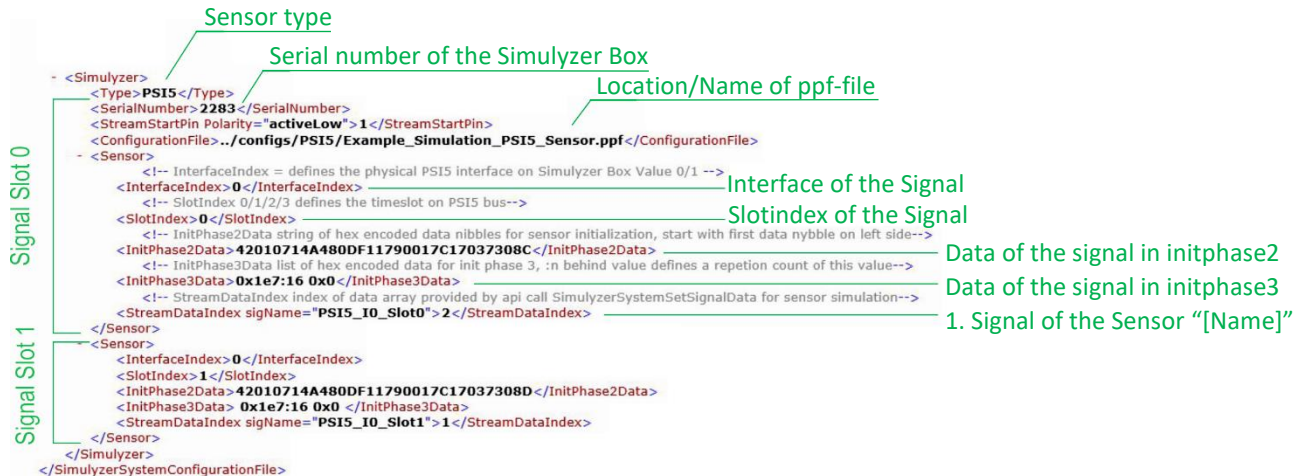 Sensor type
Serial number of the Simulyzer Box
- <Simulyzer>
<Type>PSI5</Type>
Location/Name of ppf-file
<SerialNumber>2283</SerialNumber>
<StreamStartPin Polarity="activeLow">1</StreamStartPin>
<ConfigurationFile>../configs/PSI5/Example_Simulation_PSI5_Sensor.ppf</ConfigurationFile>
Signal Slot 0
- <Sensor>
<!-- InterfaceIndex = defines the physical PSI5 interface on Simulyzer Box Value 0/1 -->
<InterfaceIndex>0</InterfaceIndex>
Interface of the Signal
<!-- SlotIndex 0/1/2/3 defines the timeslot on PSI5 bus-->
<SlotIndex>0</SlotIndex>
Slotindex of the Signal
<!-- InitPhase2Data string of hex encoded data nibbles for sensor initialization, start with first data nybble on left side-->
<InitPhase2Data>42010714A480DF11790017C17037308C</InitPhase2Data>
Data of the signal in initphase2
<!-- InitPhase3Data list of hex encoded data for init phase 3, :n behind value defines a repetion count of this value-->
<InitPhase3Data>0x1e7:16 0x0</InitPhase3Data>
Data of the signal in initphase3
<!-- StreamDataIndex index of data array provided by api call SimulyzerSystemSetSignalData for sensor simulation-->
<StreamDataIndex sigName="PSI5_I0_Slot0">2</StreamDataIndex>
1. Signal of the Sensor “[Name]”
</Sensor>
Signal Slot 1
- <Sensor>
<InterfaceIndex>0</InterfaceIndex>
<SlotIndex>1</SlotIndex>
<InitPhase2Data>42010714A480DF11790017C17037308D</InitPhase2Data>
<InitPhase3Data> 0x1e7:16 0x0 </InitPhase3Data>
<StreamDataIndex sigName="PSI5_I0_Slot1">1</StreamDataIndex>
</Sensor>
</Simulyzer>
</SimulyzerSystemConfigurationFile>